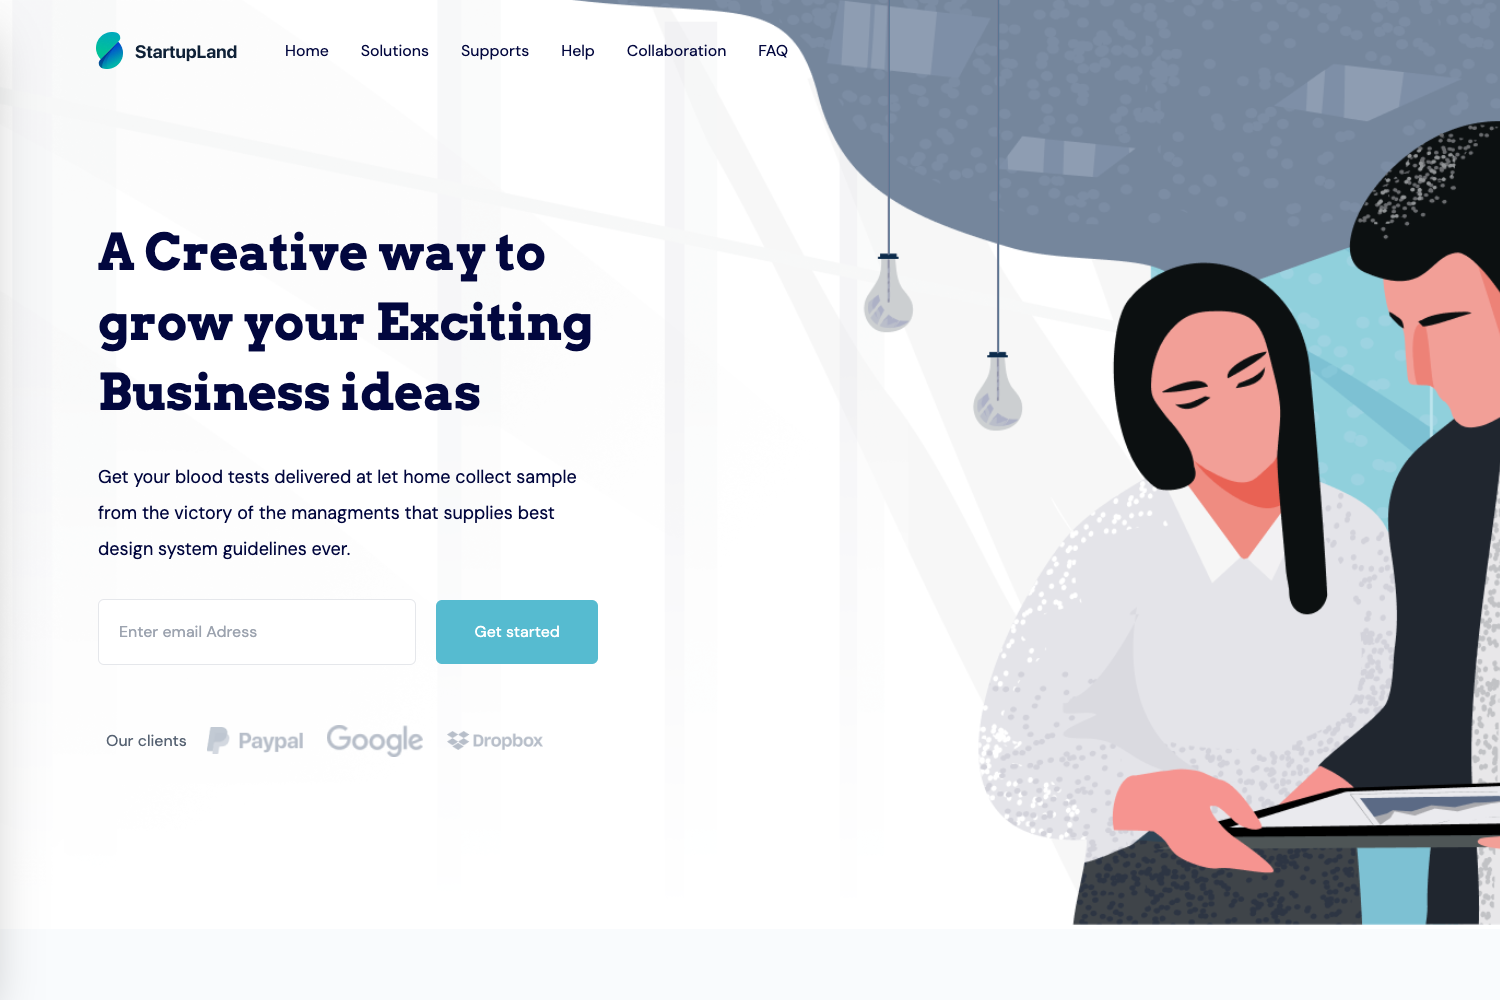 StartupLand
Home Solutions Supports Help Collaboration FAQ
A Creative way to
grow your Exciting
Business ideas
Get your blood tests delivered at let home collect sample
from the victory of the managments that supplies best
design system guidelines ever.
Enter email Adress
Get started
Our clients Paypal Google Dropbox